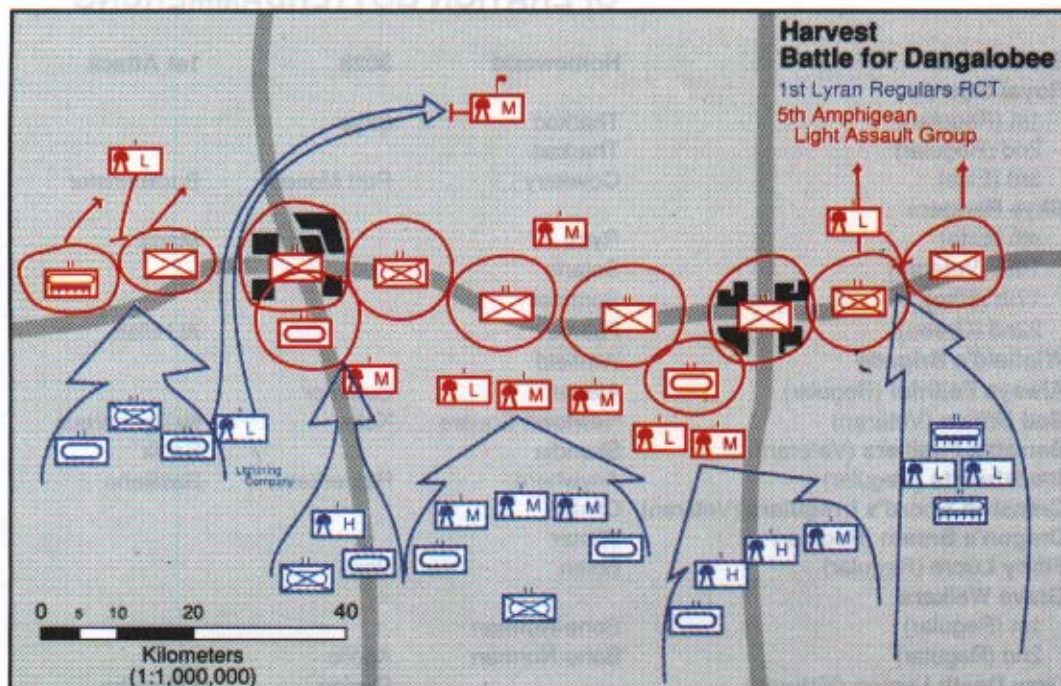 Harvest
Battle for Dangalobee
1st Lyran Regulars RCT
5th Amphigean
Light Assault Group
M
L
L
M
M
L
M
M
L
M
L
Lightning
Company
L
L
H
M
M
M
M
H
H
0 10 20 40
Kilometers
(1:1,000,000)